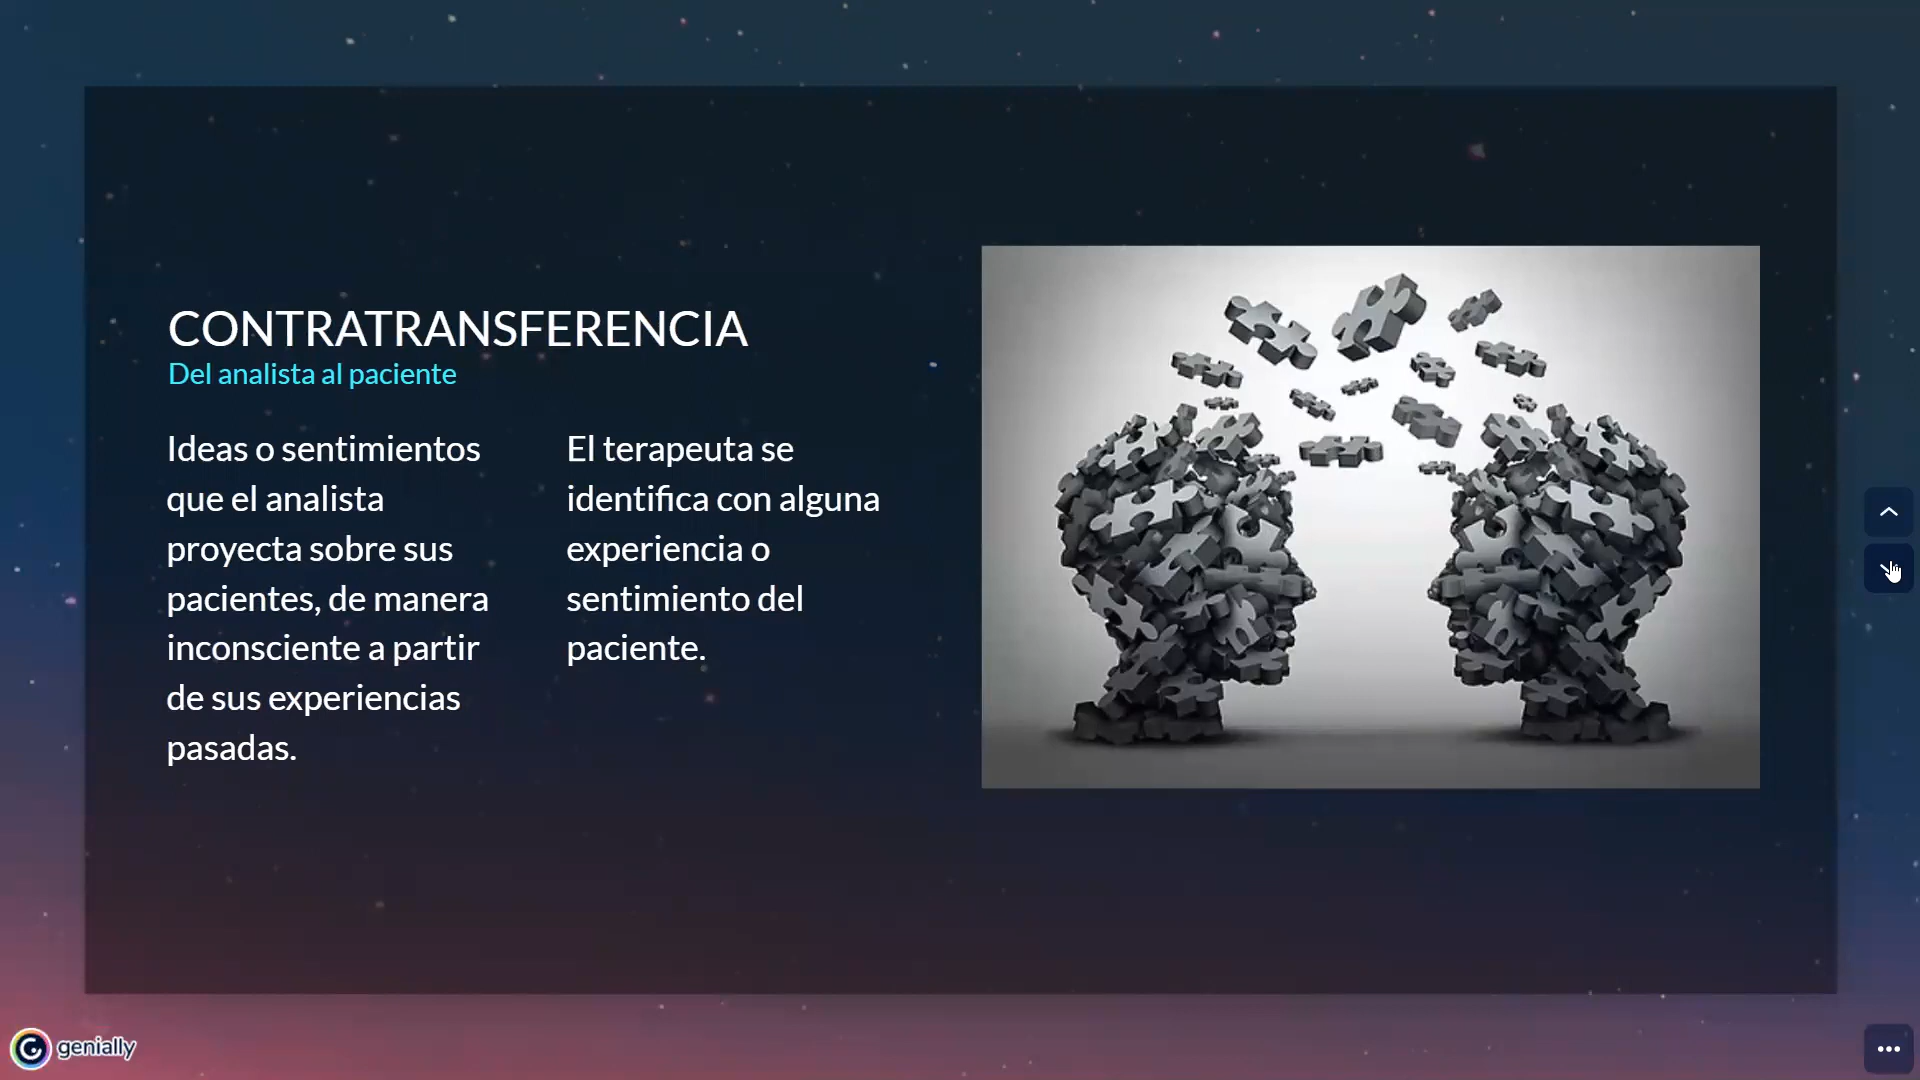 CONTRATRANSFERENCIA
Del analista al paciente
Ideas o sentimientos
que el analista
proyecta sobre sus
pacientes, de manera
inconsciente a partir
de sus experiencias
pasadas.
El terapeuta se
identifica con alguna
experiencia o
sentimiento del
paciente.
genially